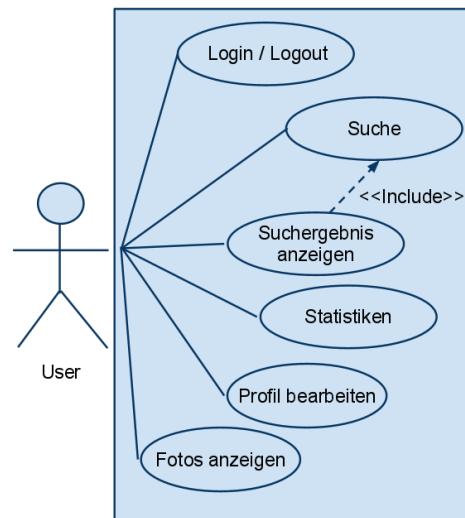 Login / Logout
Suche
<<Include>>
Suchergebnis
anzeigen
Statistiken
User
Profil bearbeiten
Fotos anzeigen